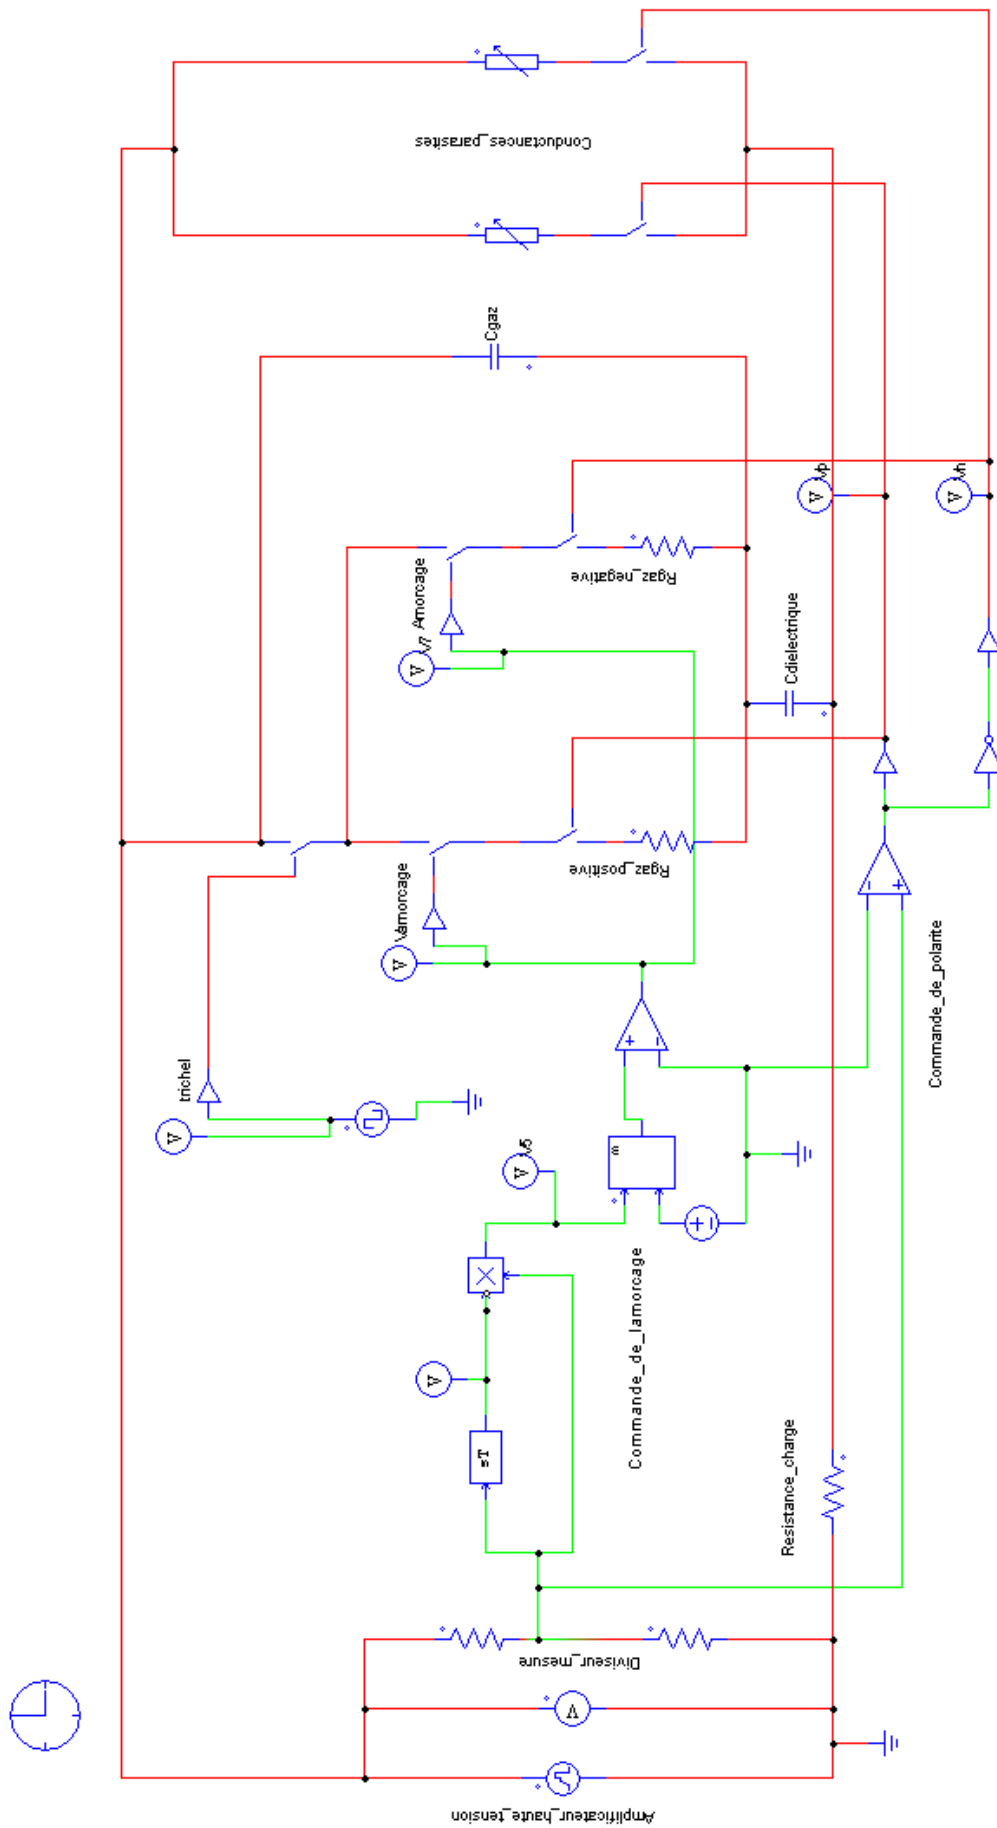 Conductances_parasites
Cgaz
Vp
Vn
V
V
Amorcage
V7
V
Rgaz_negative
Cdielectrique
Vamorcage
V
Rgaz_positive
Commande_de_polarite
trichel
V
V5
V
Commande_de_lamorcage
V
sT
Resistance_charge
Diviseur_mesure
V
Amplificateur_haute_tension